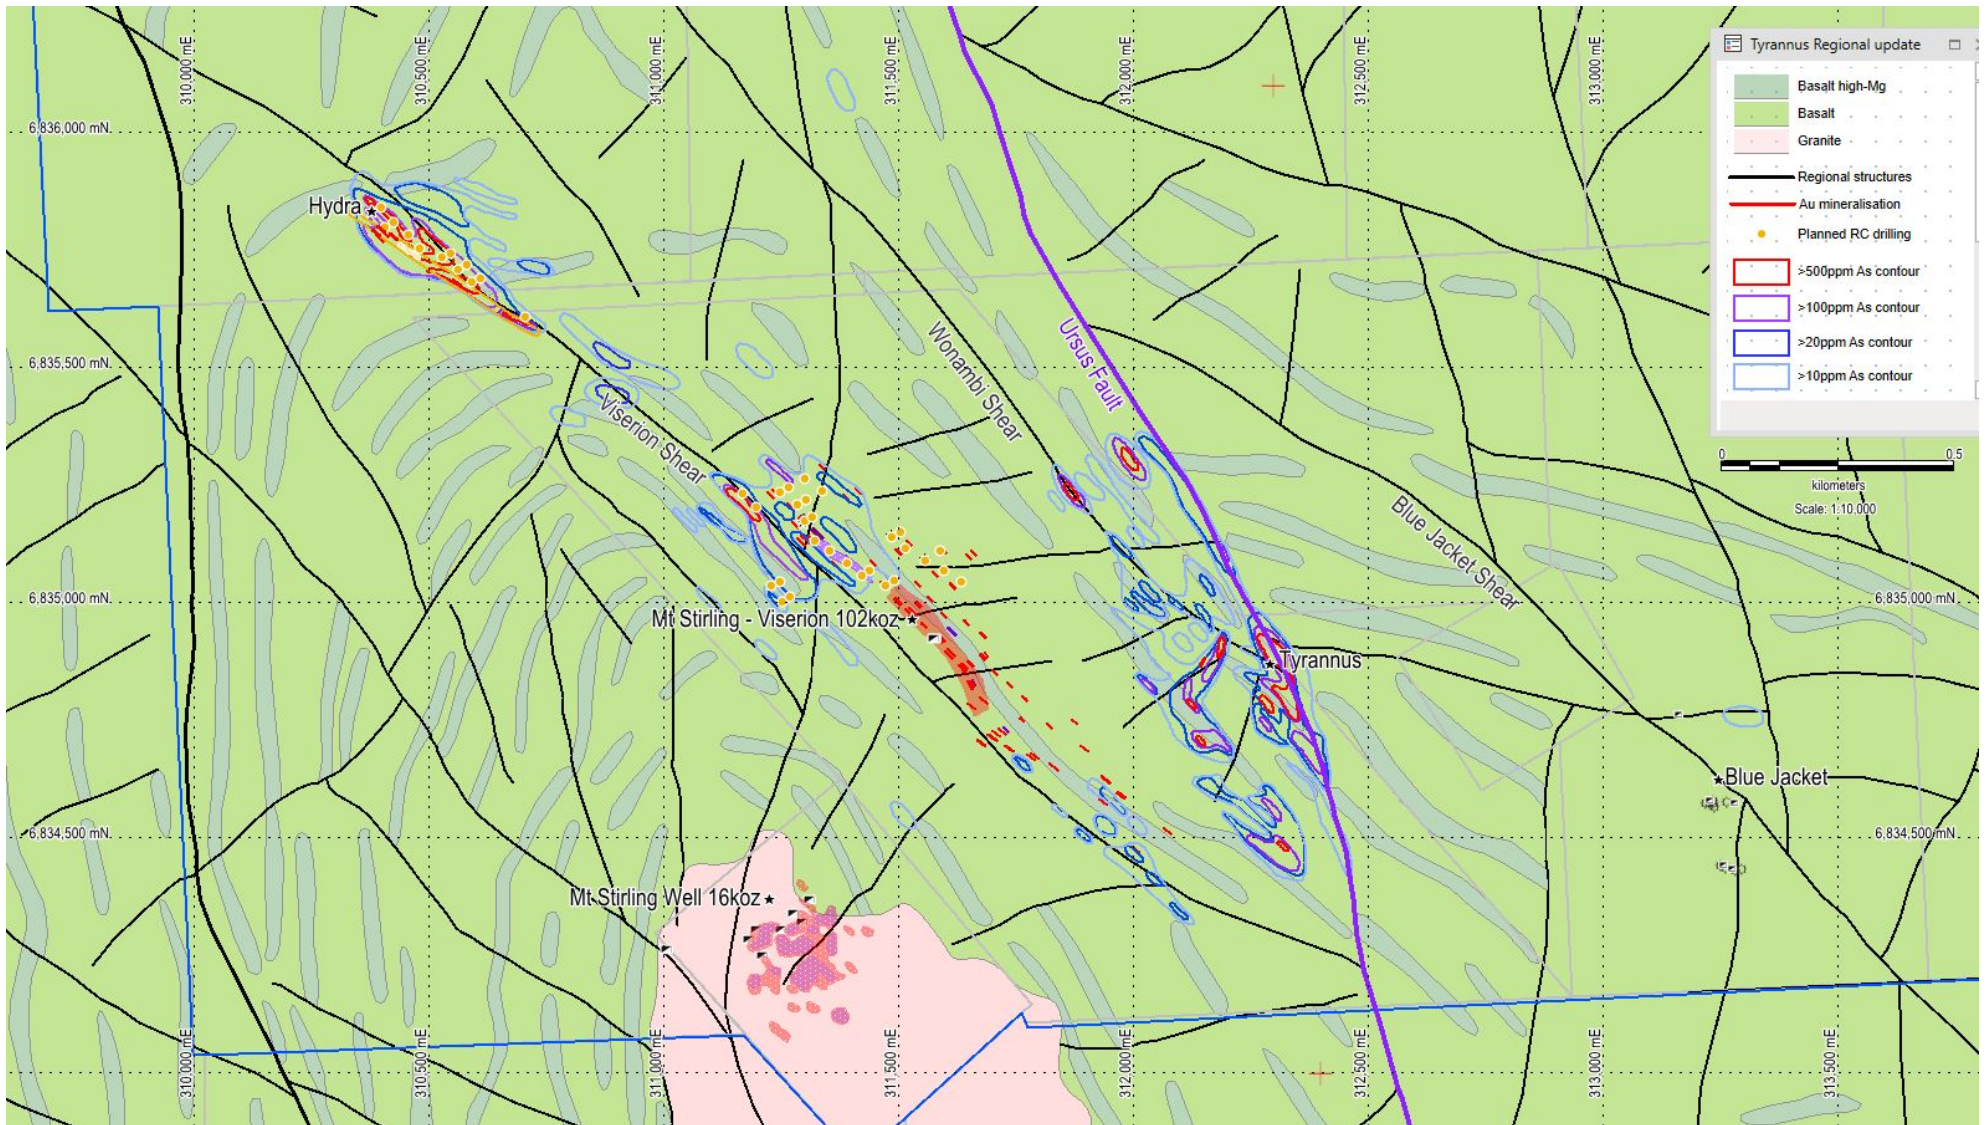 310,000 mE
310,500 mE
311,000 mE
311,500 mE
312,000 mE
312,500 mE
313,000 mE
Tyrannus Regional update
Basalt high-Mg
Basalt
Granite
Regional structures
Au mineralisation
Planned RC drilling
>500ppm As contour
>100ppm As contour
>20ppm As contour
>10ppm As contour
0 0.5
kilometers
Scale: 1:10,000
6,836,000 mN.
Hydra
6,835,500 mN.
Viserion Shear
Wonambi Shear
Ursus Fault
Blue Jacket Shear
6,835,000 mN.
6,835,000 mN.
Mt Stirling - Viserion 102koz
Tyrannus
Blue Jacket
6,834,500 mN.
6,834,500 mN.
Mt Stirling Well 16koz
310,000 mE
310,500 mE
311,000 mE
311,500 mE
312,000 mE
312,500 mE
313,000 mE
313,500 mE